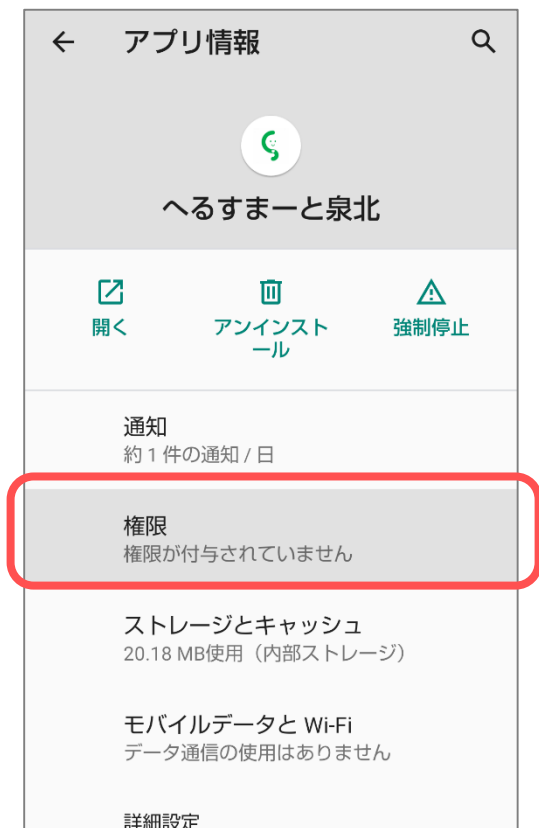 アプリ情報
へるすまーと泉北
開く
アンインスト
ール
強制停止
通知
約 1 件の通知 / 日
権限
権限が付与されていません
ストレージとキャッシュ
20.18 MB使用（内部ストレージ）
モバイルデータと Wi-Fi
データ通信の使用はありません
詳細設定